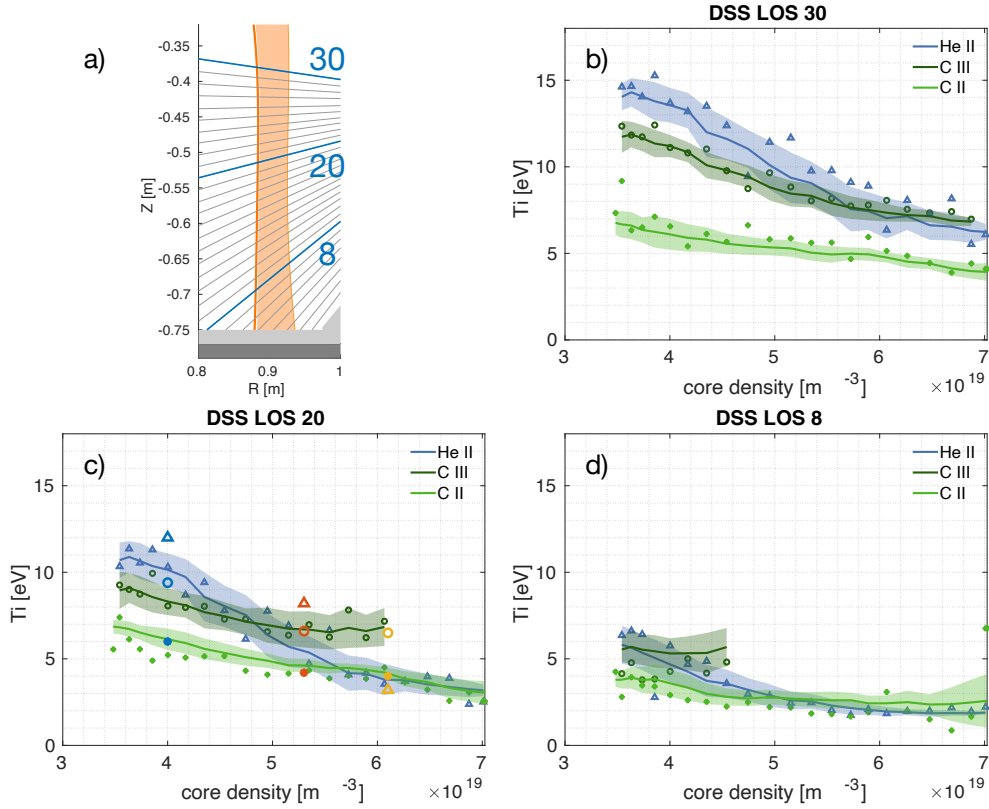 a)
30
20
8
-0.35
-0.4
-0.45
-0.5
-0.55
-0.6
-0.65
-0.7
-0.75
Z [m]
0.8
0.9
1
R [m]
DSS LOS 30
b)
He II
C III
C II
15
10
5
0
Ti [eV]
3
4
5
6
7
core density [m -3]
×10 19
DSS LOS 20
c)
He II
C III
C II
15
10
5
0
Ti [eV]
3
4
5
6
7
core density [m -3]
×10 19
DSS LOS 8
d)
He II
C III
C II
15
10
5
0
Ti [eV]
3
4
5
6
7
core density [m -3]
×10 19